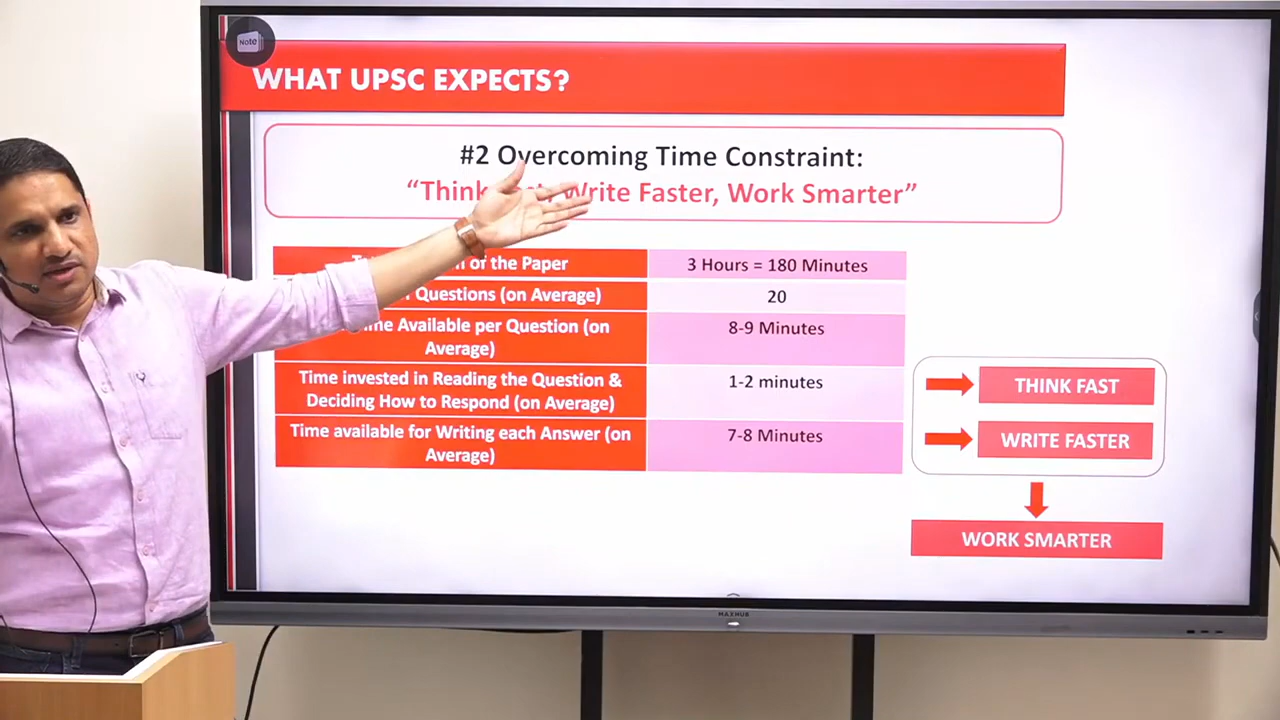 Note
WHAT UPSC EXPECTS?
#2 Overcoming Time Constraint:
"Think Write Faster, Work Smarter"
of the Paper
3 Hours = 180 Minutes
Questions (on Average)
20
Available per Question (on
Average)
8-9 Minutes
Time invested in Reading the Question &
Deciding How to Respond (on Average)
1-2 minutes
Time available for Writing each Answer (on
Average)
7-8 Minutes
THINK FAST
WRITE FASTER
WORK SMARTER
MAXHUB